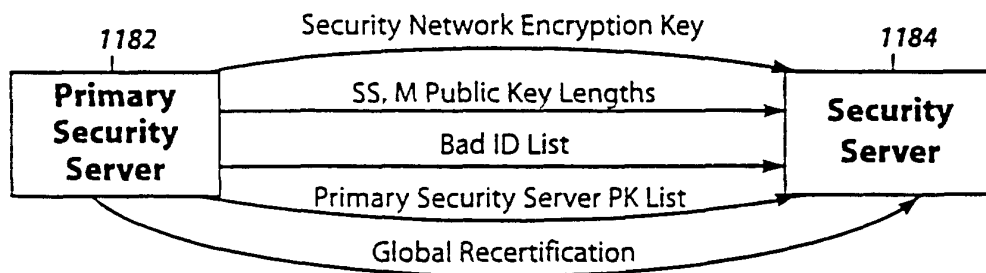 1182
Security Network Encryption Key
1184
Primary
Security
Server
SS, M Public Key Lengths
Bad ID List
Primary Security Server PK List
Global Recertification
Security
Server